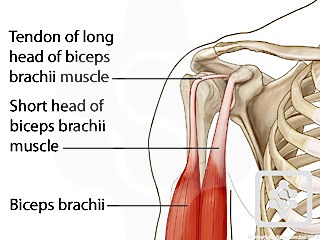 Tendon of long
head of biceps
brachii muscle
Short head of
biceps brachii
muscle
Biceps brachii